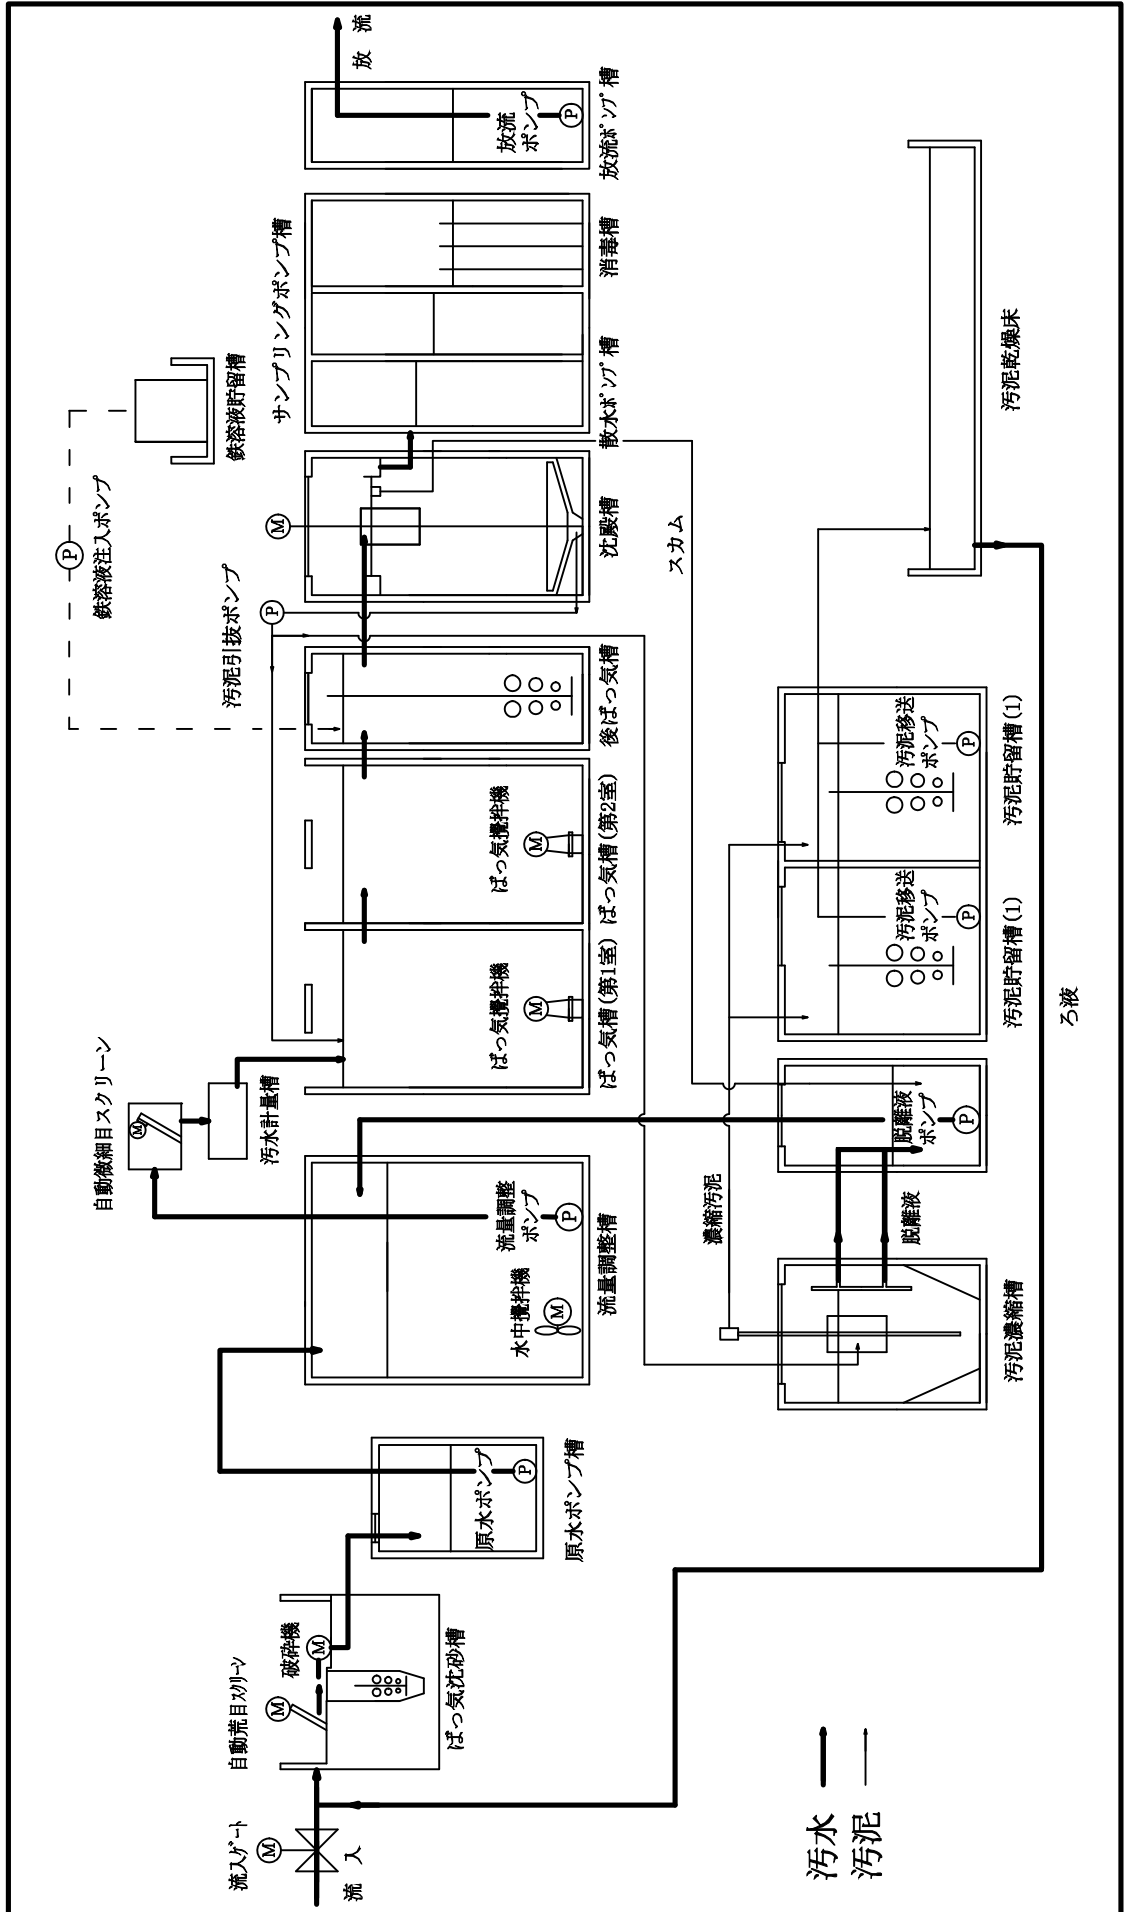 流入ゲート
M
流入
自動荒目スクリーン
M
破砕機
M
ばっ気沈砂槽
原水ポンプ
P
原水ポンプ槽
水中攪拌機
M
流量調整
ポンプ
P
流量調整槽
自動微細目スクリーン
M
汚水計量槽
ばっ気攪拌機
M
ばっ気槽(第1室)
ばっ気攪拌機
M
ばっ気槽(第2室)
後ばっ気槽
汚泥引抜ポンプ
P
鉄溶液注入ポンプ
P
鉄溶液貯留槽
M
沈殿槽
散水ポンプ槽
サンプリングポンプ槽
消毒槽
放流
ポンプ
P
放流ポンプ槽
放流
スカム
汚泥濃縮槽
濃縮汚泥
脱離液
脱離液
ポンプ
P
汚泥移送
ポンプ
P
汚泥貯留槽(1)
汚泥移送
ポンプ
P
汚泥貯留槽(1)
汚泥乾燥床
ろ液
汚水
汚泥